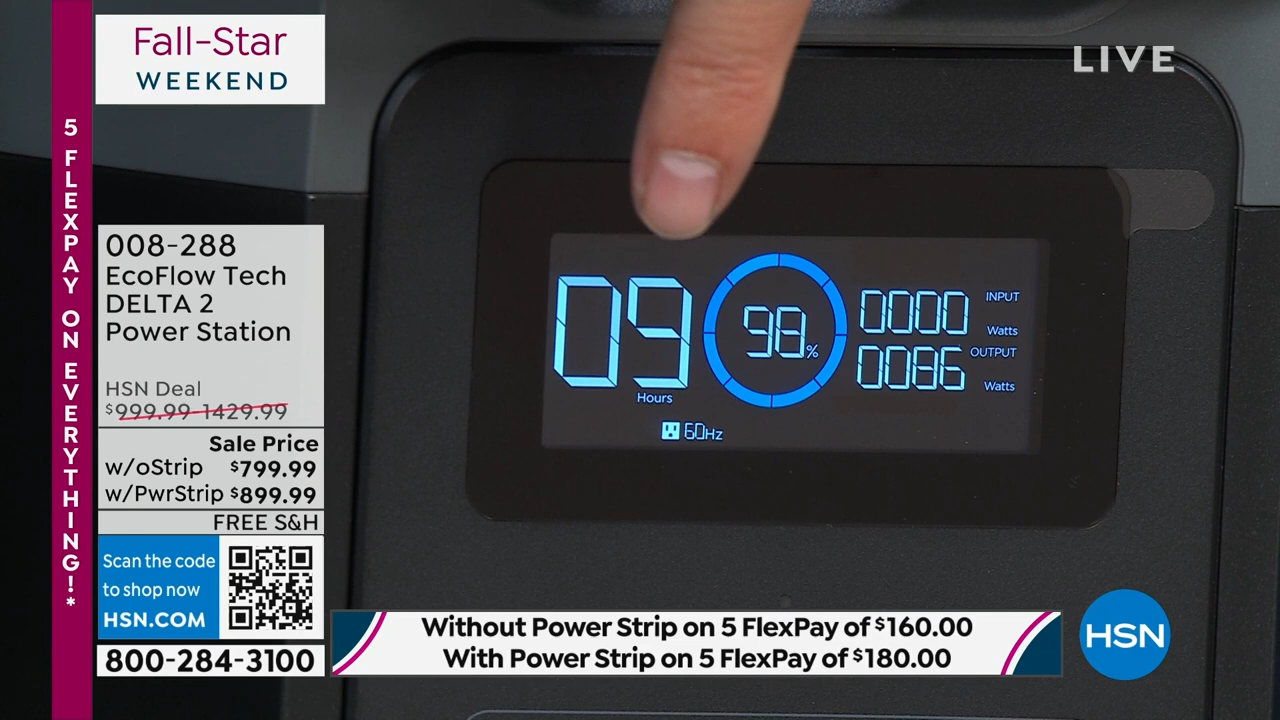 Fall-Star
WEEKEND
LIVE
5 FLEXPAY ON EVERYTHING!*
008-288
EcoFlow Tech
DELTA 2
Power Station
HSN Deal
$999.99-1429.99
Sale Price
w/oStrip $799.99
w/PwrStrip $899.99
FREE S&H
Scan the code
to shop now
HSN.COM
800-284-3100
09
Hours
98%
0000 INPUT
Watts
0086 OUTPUT
Watts
60Hz
Without Power Strip on 5 FlexPay of $160.00
With Power Strip on 5 FlexPay of $180.00
HSN